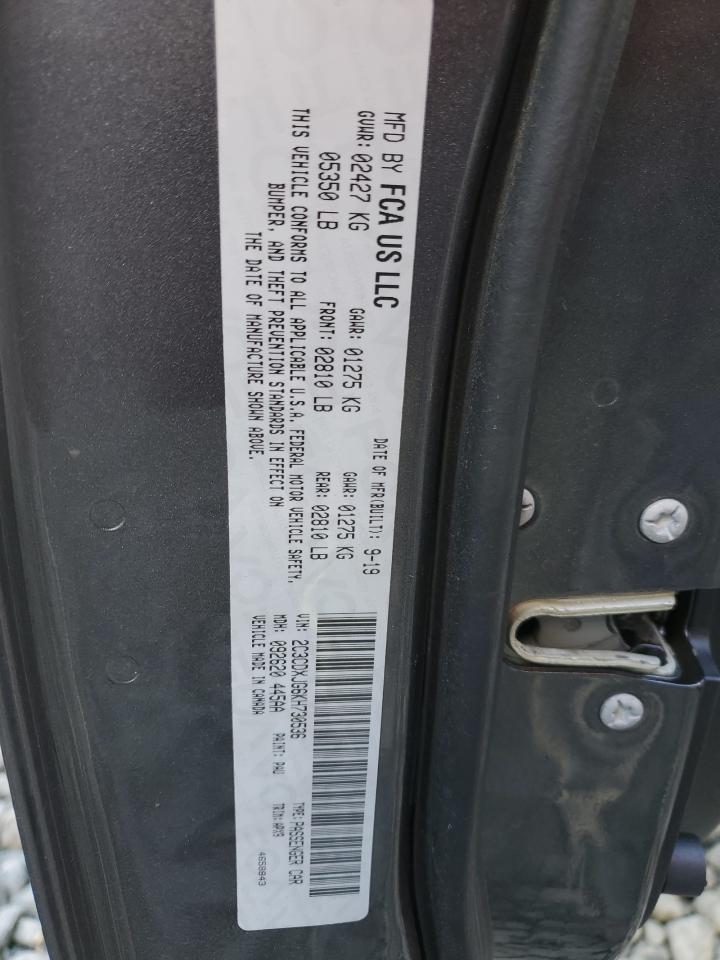 MFD BY FCA US LLC
DATE OF MFR(BUILT): 9-19
GVWR: 02427 KG
GAWR: 01275 KG
GAWR: 01275 KG
05350 LB
FRONT: 02810 LB
REAR: 02810 LB
THIS VEHICLE CONFORMS TO ALL APPLICABLE U.S.A. FEDERAL MOTOR VEHICLE SAFETY,
BUMPER, AND THEFT PREVENTION STANDARDS IN EFFECT ON
THE DATE OF MANUFACTURE SHOWN ABOVE.
VIN: 2C3CDXJG6KH730536
TYPE: PASSENGER CAR
MDH: 092620 445AA
PAINT: PAU
TRIM: APX9
VEHICLE MADE IN CANADA
4658843